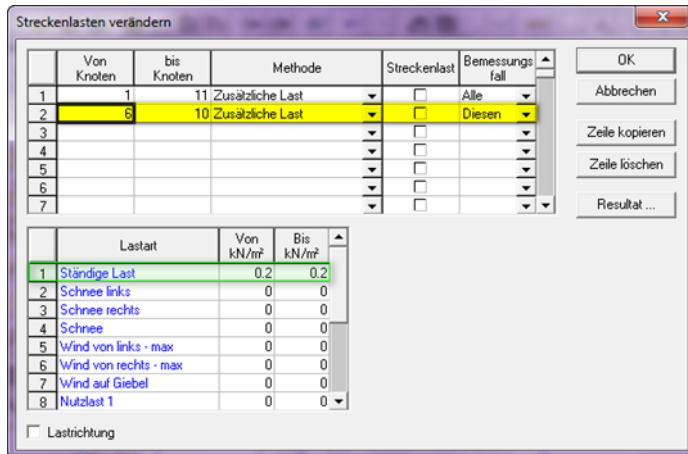 Streckenlasten verändern
Von Knoten bis Knoten Methode Streckenlast Bemessungs fall
1 1 11 Zusätzliche Last Alle
2 6 10 Zusätzliche Last Diesen
3
4
5
6
7
OK
Abbrechen
Zeile kopieren
Zeile löschen
Resultat ...
Lastart Von kN/m² Bis kN/m²
1 Ständige Last 0.2 0.2
2 Schnee links 0 0
3 Schnee rechts 0 0
4 Schnee 0 0
5 Wind von links - max 0 0
6 Wind von rechts - max 0 0
7 Wind auf Giebel 0 0
8 Nutzlast 1 0 0
Lastrichtung